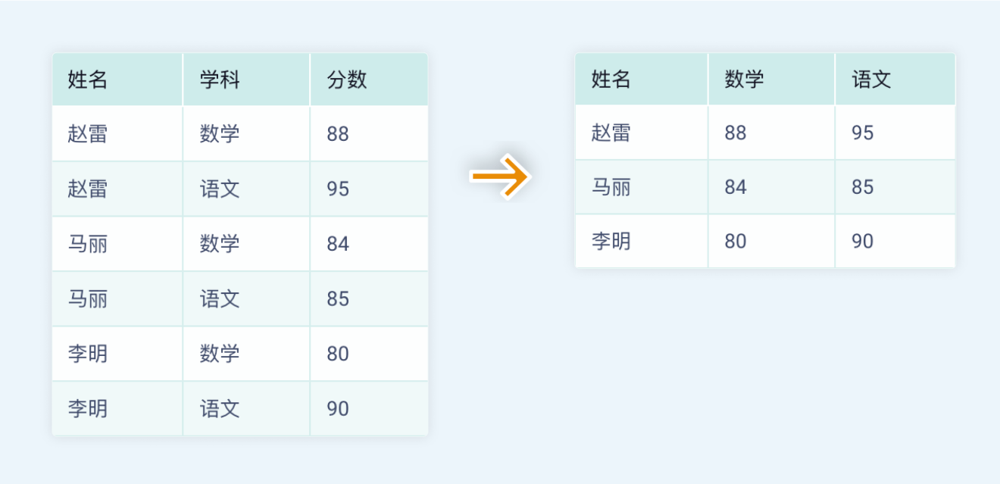 姓名 学科 分数
赵雷 数学 88
赵雷 语文 95
马丽 数学 84
马丽 语文 85
李明 数学 80
李明 语文 90
姓名 数学 语文
赵雷 88 95
马丽 84 85
李明 80 90